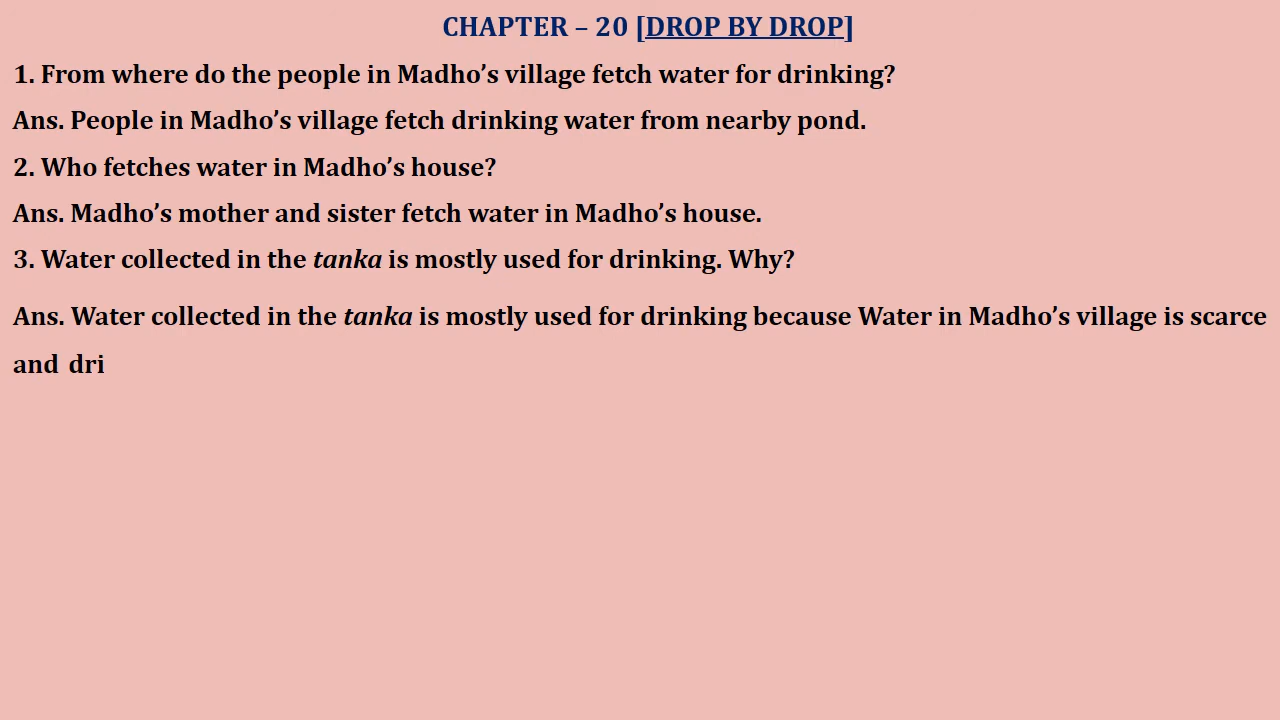 CHAPTER – 20 [DROP BY DROP]
1. From where do the people in Madho’s village fetch water for drinking?
Ans. People in Madho’s village fetch drinking water from nearby pond.
2. Who fetches water in Madho’s house?
Ans. Madho’s mother and sister fetch water in Madho’s house.
3. Water collected in the tanka is mostly used for drinking. Why?
Ans. Water collected in the tanka is mostly used for drinking because Water in Madho’s village is scarce
and dri